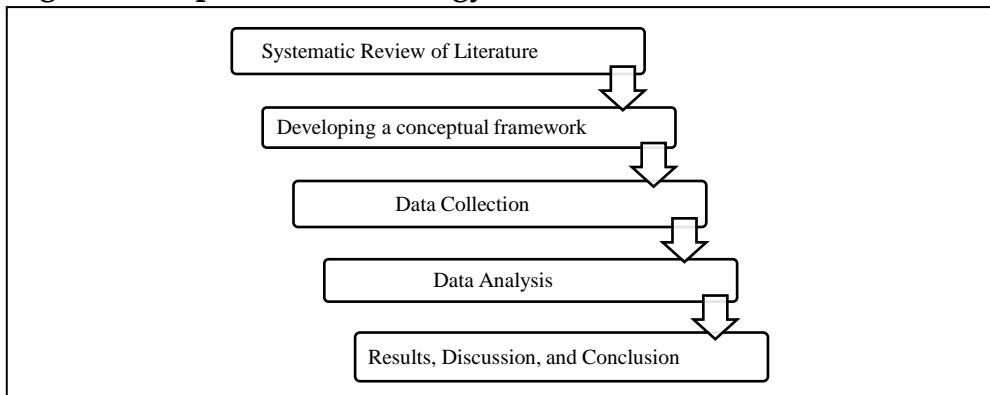 Systematic Review of Literature
Developing a conceptual framework
Data Collection
Data Analysis
Results, Discussion, and Conclusion